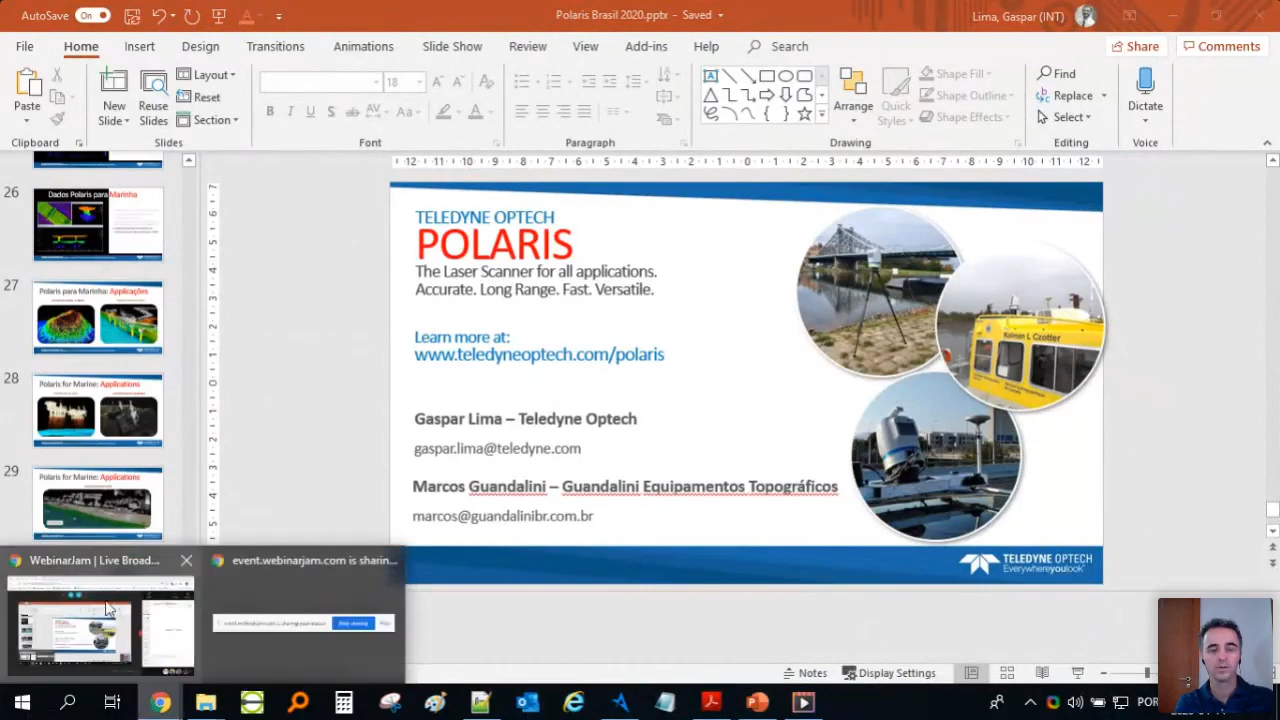 AutoSave On
Polaris Brasil 2020.pptx - Saved
Lima, Gaspar (INT)
File Home Insert Design Transitions Animations Slide Show Review View Add-ins Help Search
Share Comments
Paste
New Slide
Reuse Slides
Layout
Reset
Section
18
Arrange
Quick Styles
Shape Fill
Shape Outline
Shape Effects
Find
Replace
Select
Dictate
Clipboard Slides Font Paragraph Drawing Editing Voice
26
Dados Polaris para Marinha
27
Polaris para Marinha: Applicações
28
Polaris for Marine: Applications
29
Polaris for Marine: Applications
TELEDYNE OPTECH
POLARIS
The Laser Scanner for all applications.
Accurate. Long Range. Fast. Versatile.
Learn more at:
www.teledyneoptech.com/polaris
Gaspar Lima – Teledyne Optech
gaspar.lima@teledyne.com
Marcos Guandalini – Guandalini Equipamentos Topográficos
marcos@guandalinibr.com.br
Kalman L Czotter
TELEDYNE OPTECH
Everywhereyoulook
WebinarJam | Live Broad...
event.webinarjam.com is sharin...
Stop sharing
Notes
Display Settings
POR